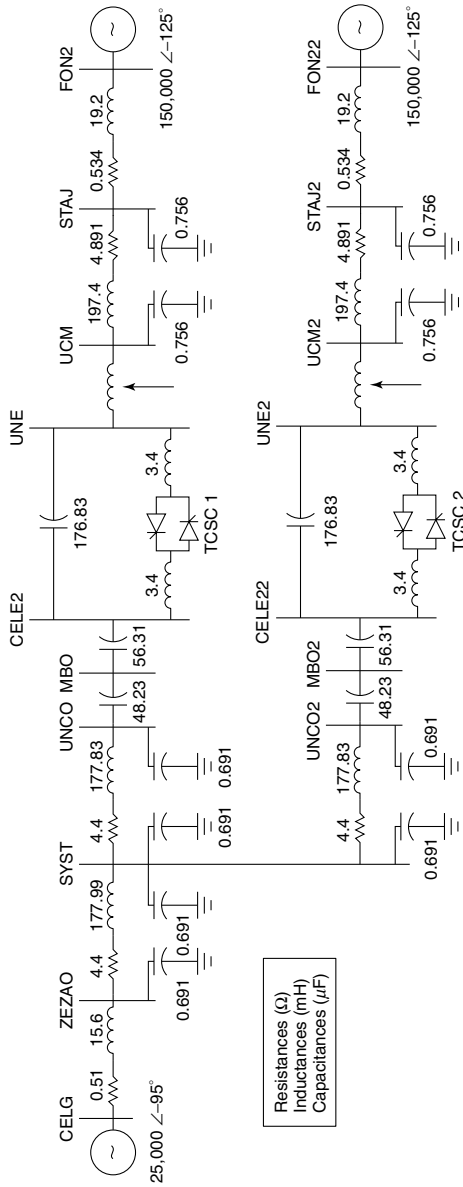 CELG
ZEZAO
SYST
UNCO
MBO
CELE2
UNE
UCM
STAJ
FON2
~
25,000 ∠–95°
0.51
15.6
4.4
177.99
4.4
177.83
48.23
56.31
176.83
3.4
3.4
TCSC 1
197.4
4.891
0.534
19.2
~
150,000 ∠–125°
0.691
0.691
0.691
0.691
0.756
0.756
UNCO2
MBO2
CELE22
UNE2
UCM2
STAJ2
FON22
4.4
177.83
48.23
56.31
176.83
3.4
3.4
TCSC 2
197.4
4.891
0.534
19.2
~
150,000 ∠–125°
0.691
0.691
0.756
0.756
Resistances (Ω)
Inductances (mH)
Capacitances (μF)